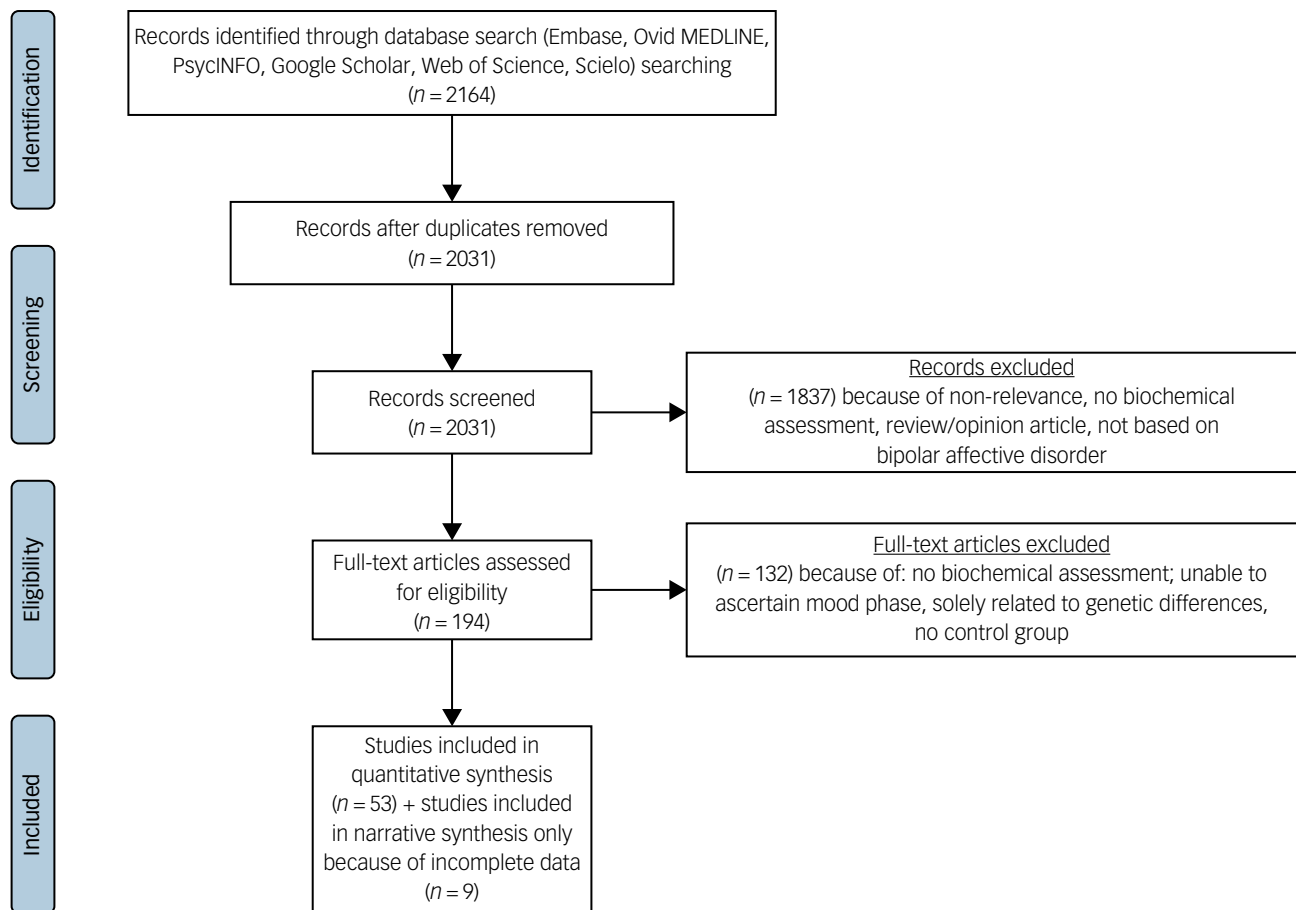 Identification
Records identified through database search (Embase, Ovid MEDLINE,
PsycINFO, Google Scholar, Web of Science, Scielo) searching
(n = 2164)
Records after duplicates removed
(n = 2031)
Screening
Records screened
(n = 2031)
Records excluded
(n = 1837) because of non-relevance, no biochemical
assessment, review/opinion article, not based on
bipolar affective disorder
Eligibility
Full-text articles assessed
for eligibility
(n = 194)
Full-text articles excluded
(n = 132) because of: no biochemical assessment; unable to
ascertain mood phase, solely related to genetic differences,
no control group
Included
Studies included in
quantitative synthesis
(n = 53) + studies included
in narrative synthesis only
because of incomplete data
(n = 9)